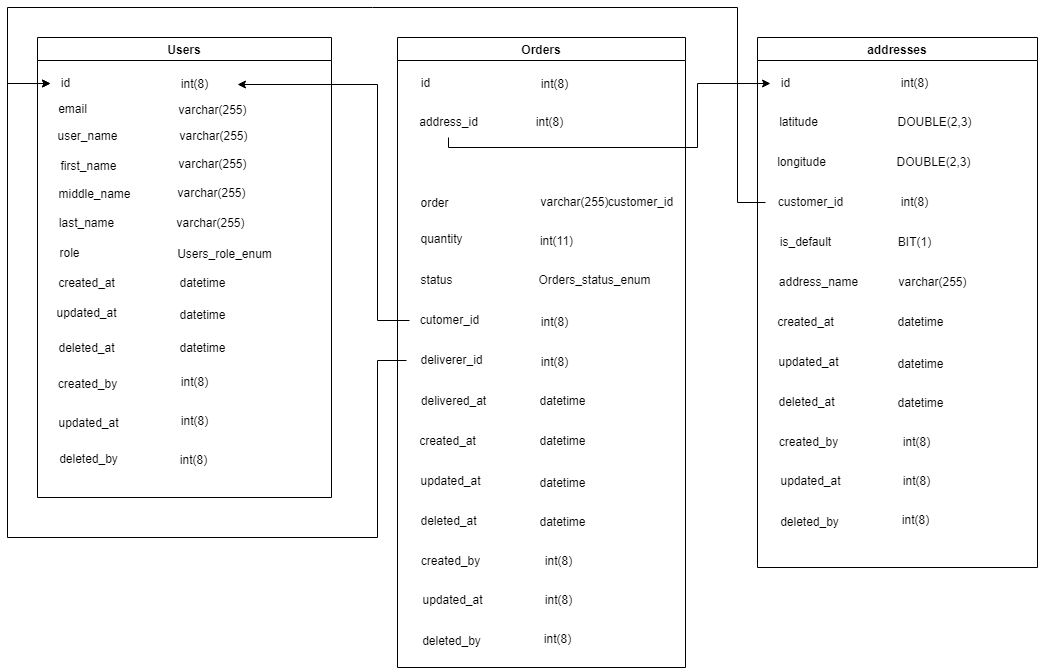 Users
id int(8)
email varchar(255)
user_name varchar(255)
first_name varchar(255)
middle_name varchar(255)
last_name varchar(255)
role Users_role_enum
created_at datetime
updated_at datetime
deleted_at datetime
created_by int(8)
updated_at int(8)
deleted_by int(8)
Orders
id int(8)
address_id int(8)
order varchar(255)customer_id
quantity int(11)
status Orders_status_enum
cutomer_id int(8)
deliverer_id int(8)
delivered_at datetime
created_at datetime
updated_at datetime
deleted_at datetime
created_by int(8)
updated_at int(8)
deleted_by int(8)
addresses
id int(8)
latitude DOUBLE(2,3)
longitude DOUBLE(2,3)
customer_id int(8)
is_default BIT(1)
address_name varchar(255)
created_at datetime
updated_at datetime
deleted_at datetime
created_by int(8)
updated_at int(8)
deleted_by int(8)